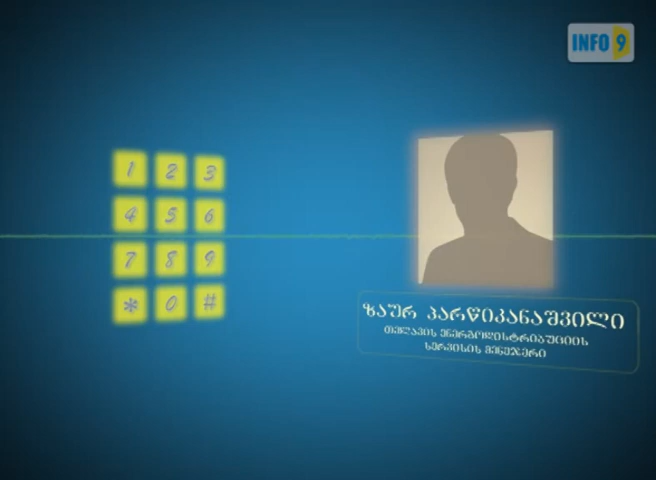 INFO 9
1 2 3
4 5 6
7 8 9
* 0 #
ზაურ პარწიკანაშვილი
თელავის ენერგოდისტრიბუციის
სერვისის მენეჯერი